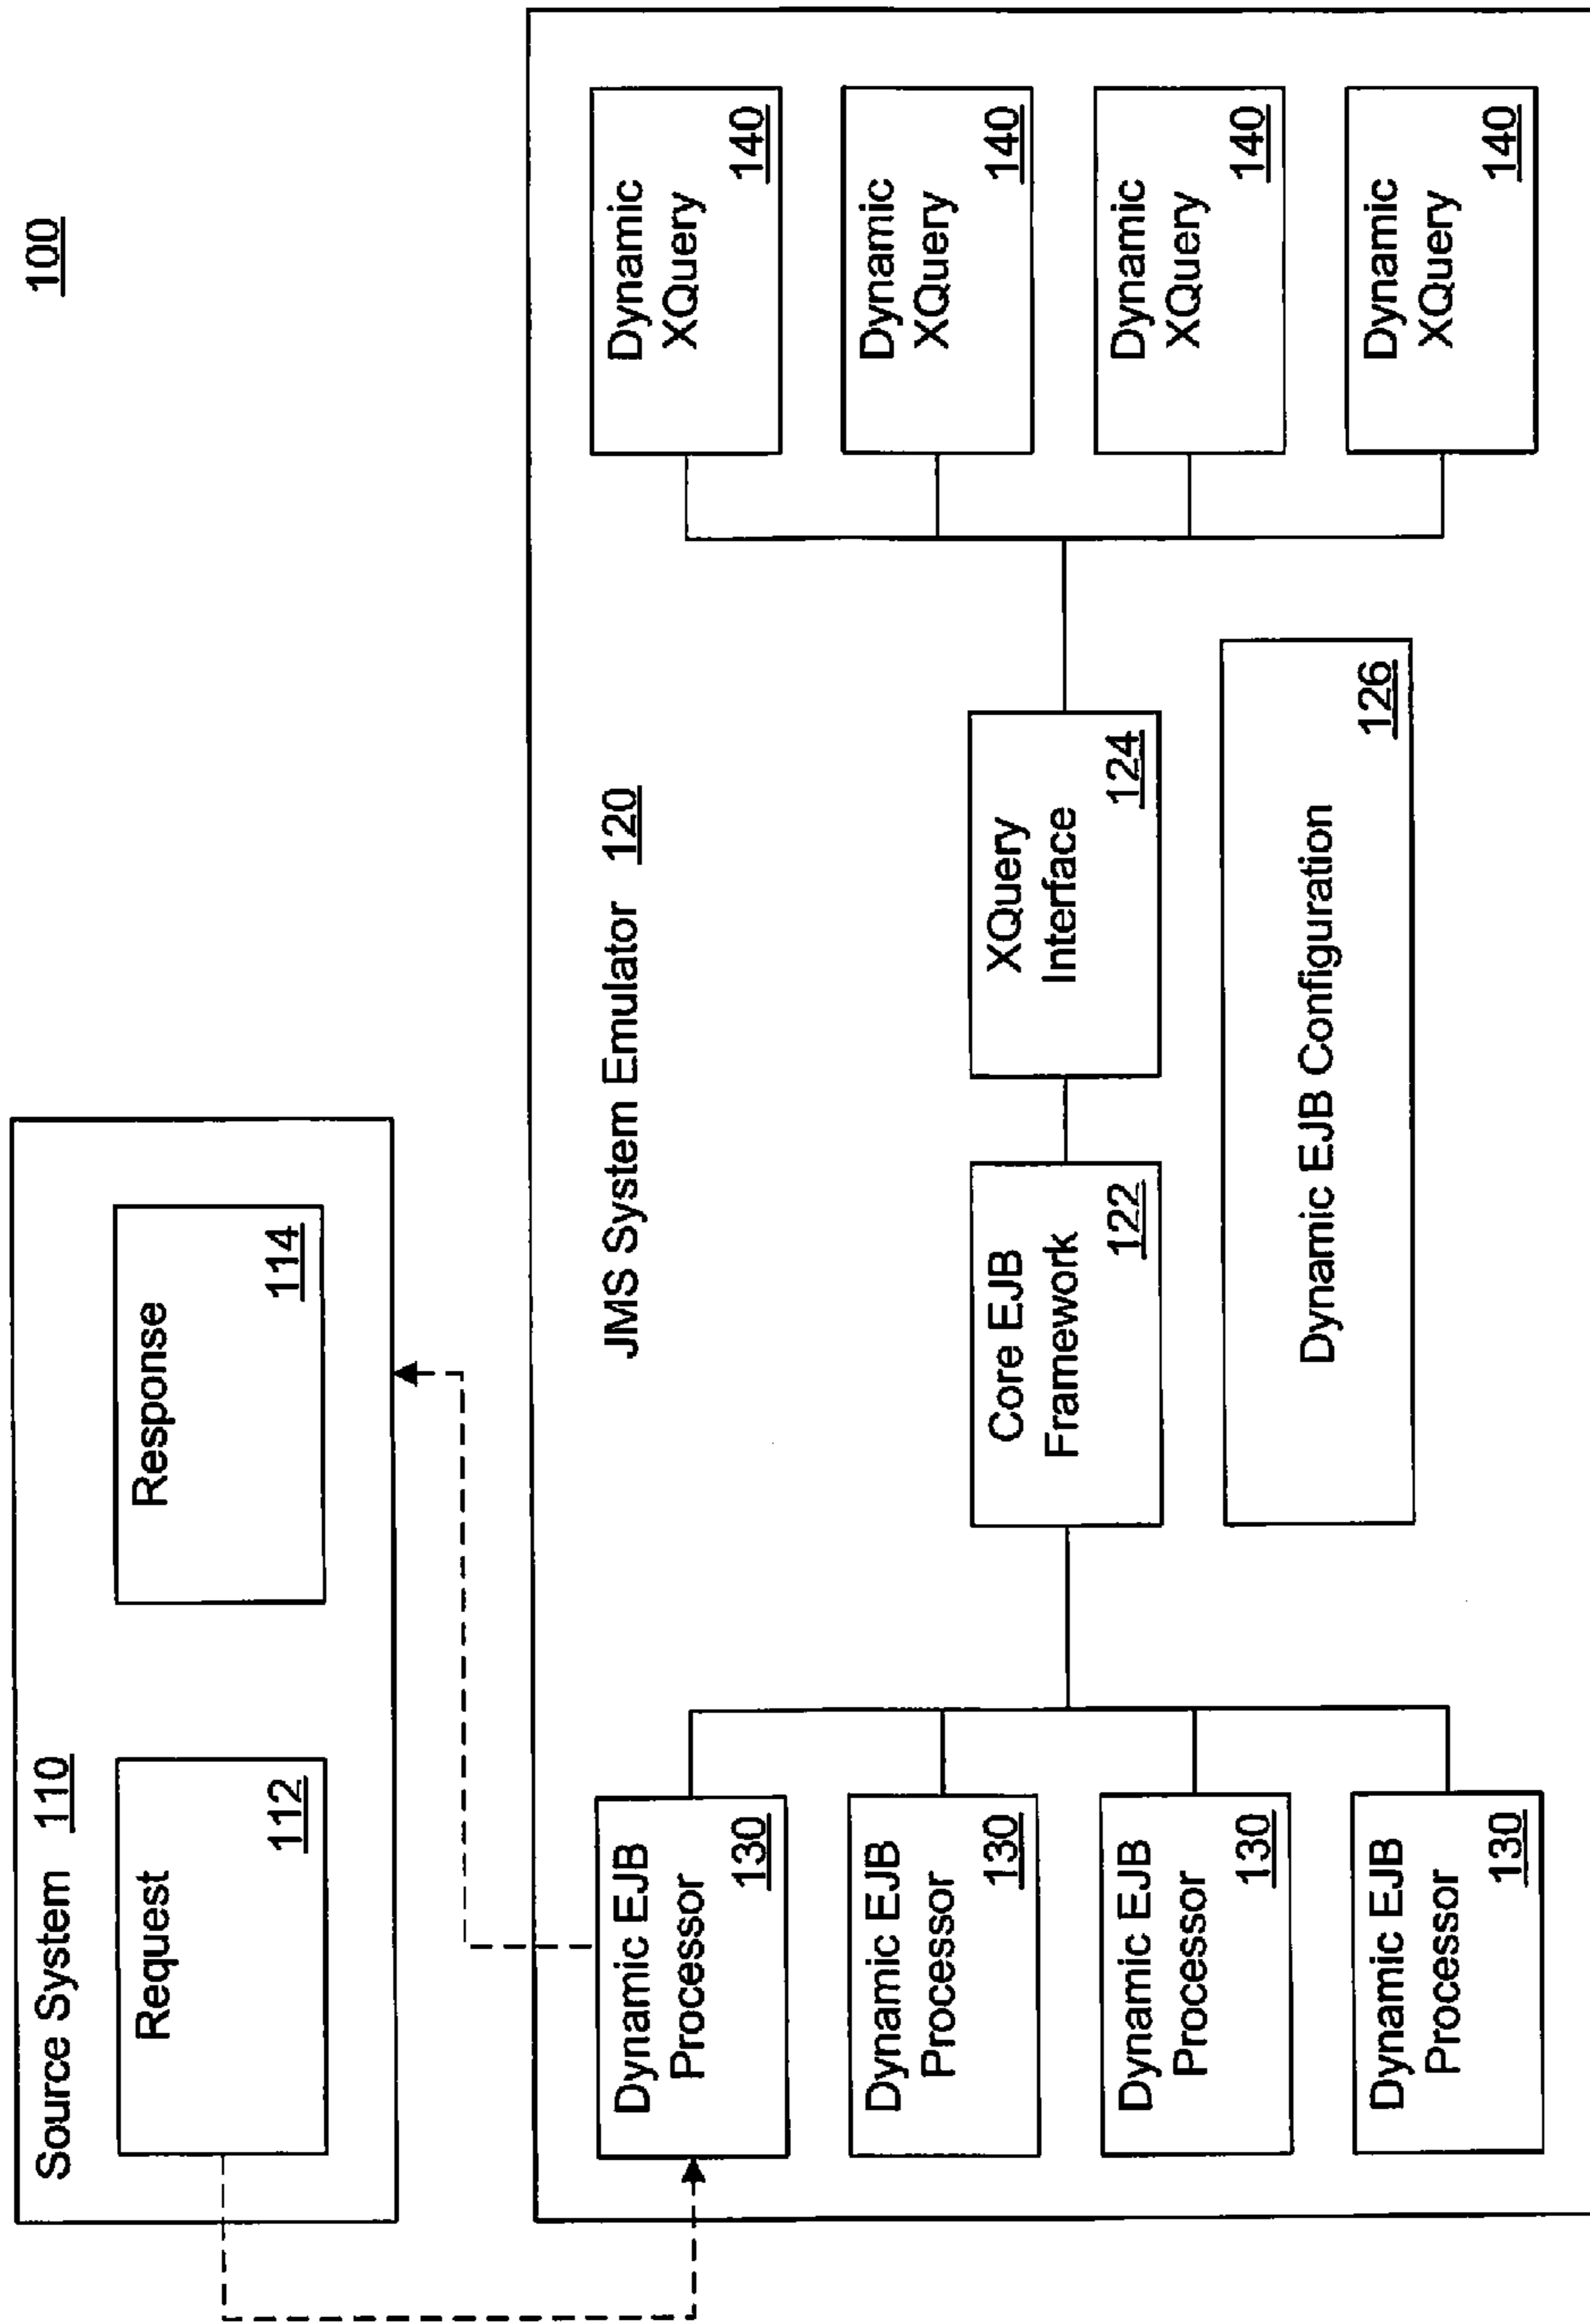 100
Source System 110
Request
112
Response
114
JMS System Emulator 120
Dynamic EJB
Processor
130
Dynamic EJB
Processor
130
Dynamic EJB
Processor
130
Dynamic EJB
Processor
130
Core EJB
Framework
122
XQuery
Interface
124
Dynamic EJB Configuration
126
Dynamic
XQuery
140
Dynamic
XQuery
140
Dynamic
XQuery
140
Dynamic
XQuery
140